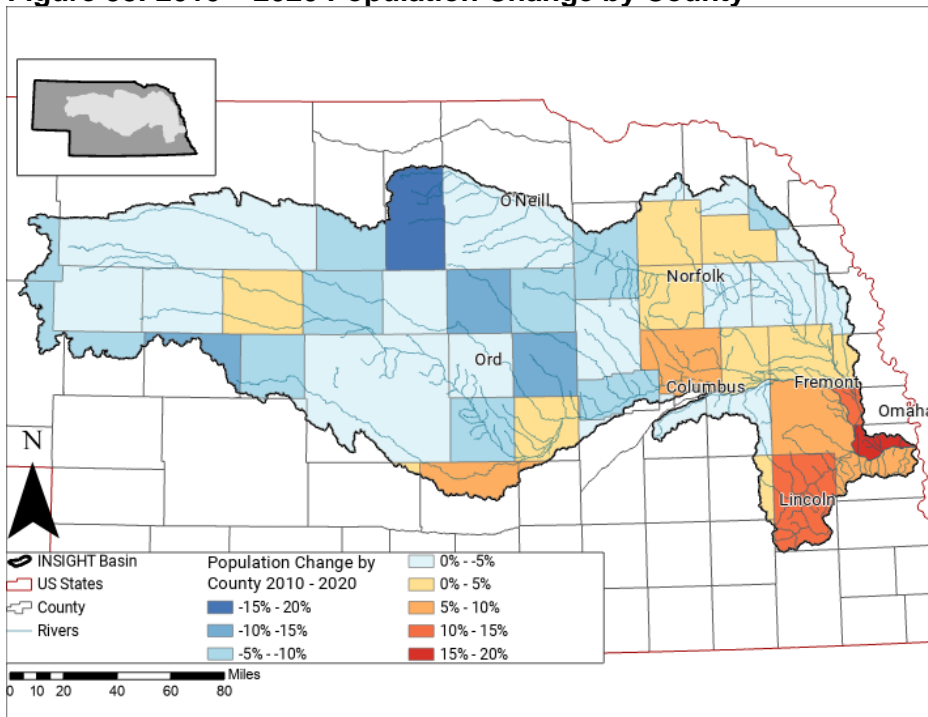 O'Neill
Norfolk
Ord
Columbus
Fremont
Omaha
Lincoln
N
INSIGHT Basin
US States
County
Rivers
Population Change by
County 2010 - 2020
-15% - 20%
-10% -15%
-5% --10%
0% - -5%
0% - 5%
5% - 10%
10% - 15%
15% - 20%
Miles
0 10 20 40 60 80